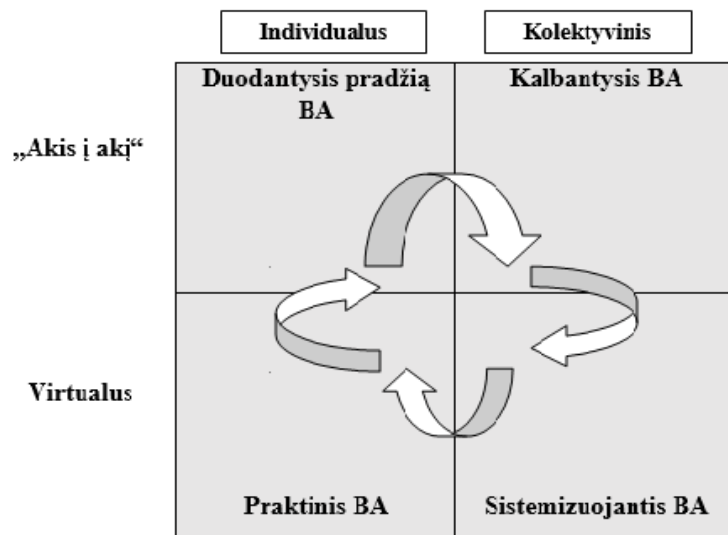 Individualus
Kolektyvinis
Duodantysis pradžią
BA
Kalbantysis BA
„Akis į akį“
Virtualus
Praktinis BA
Sistemizuojantis BA